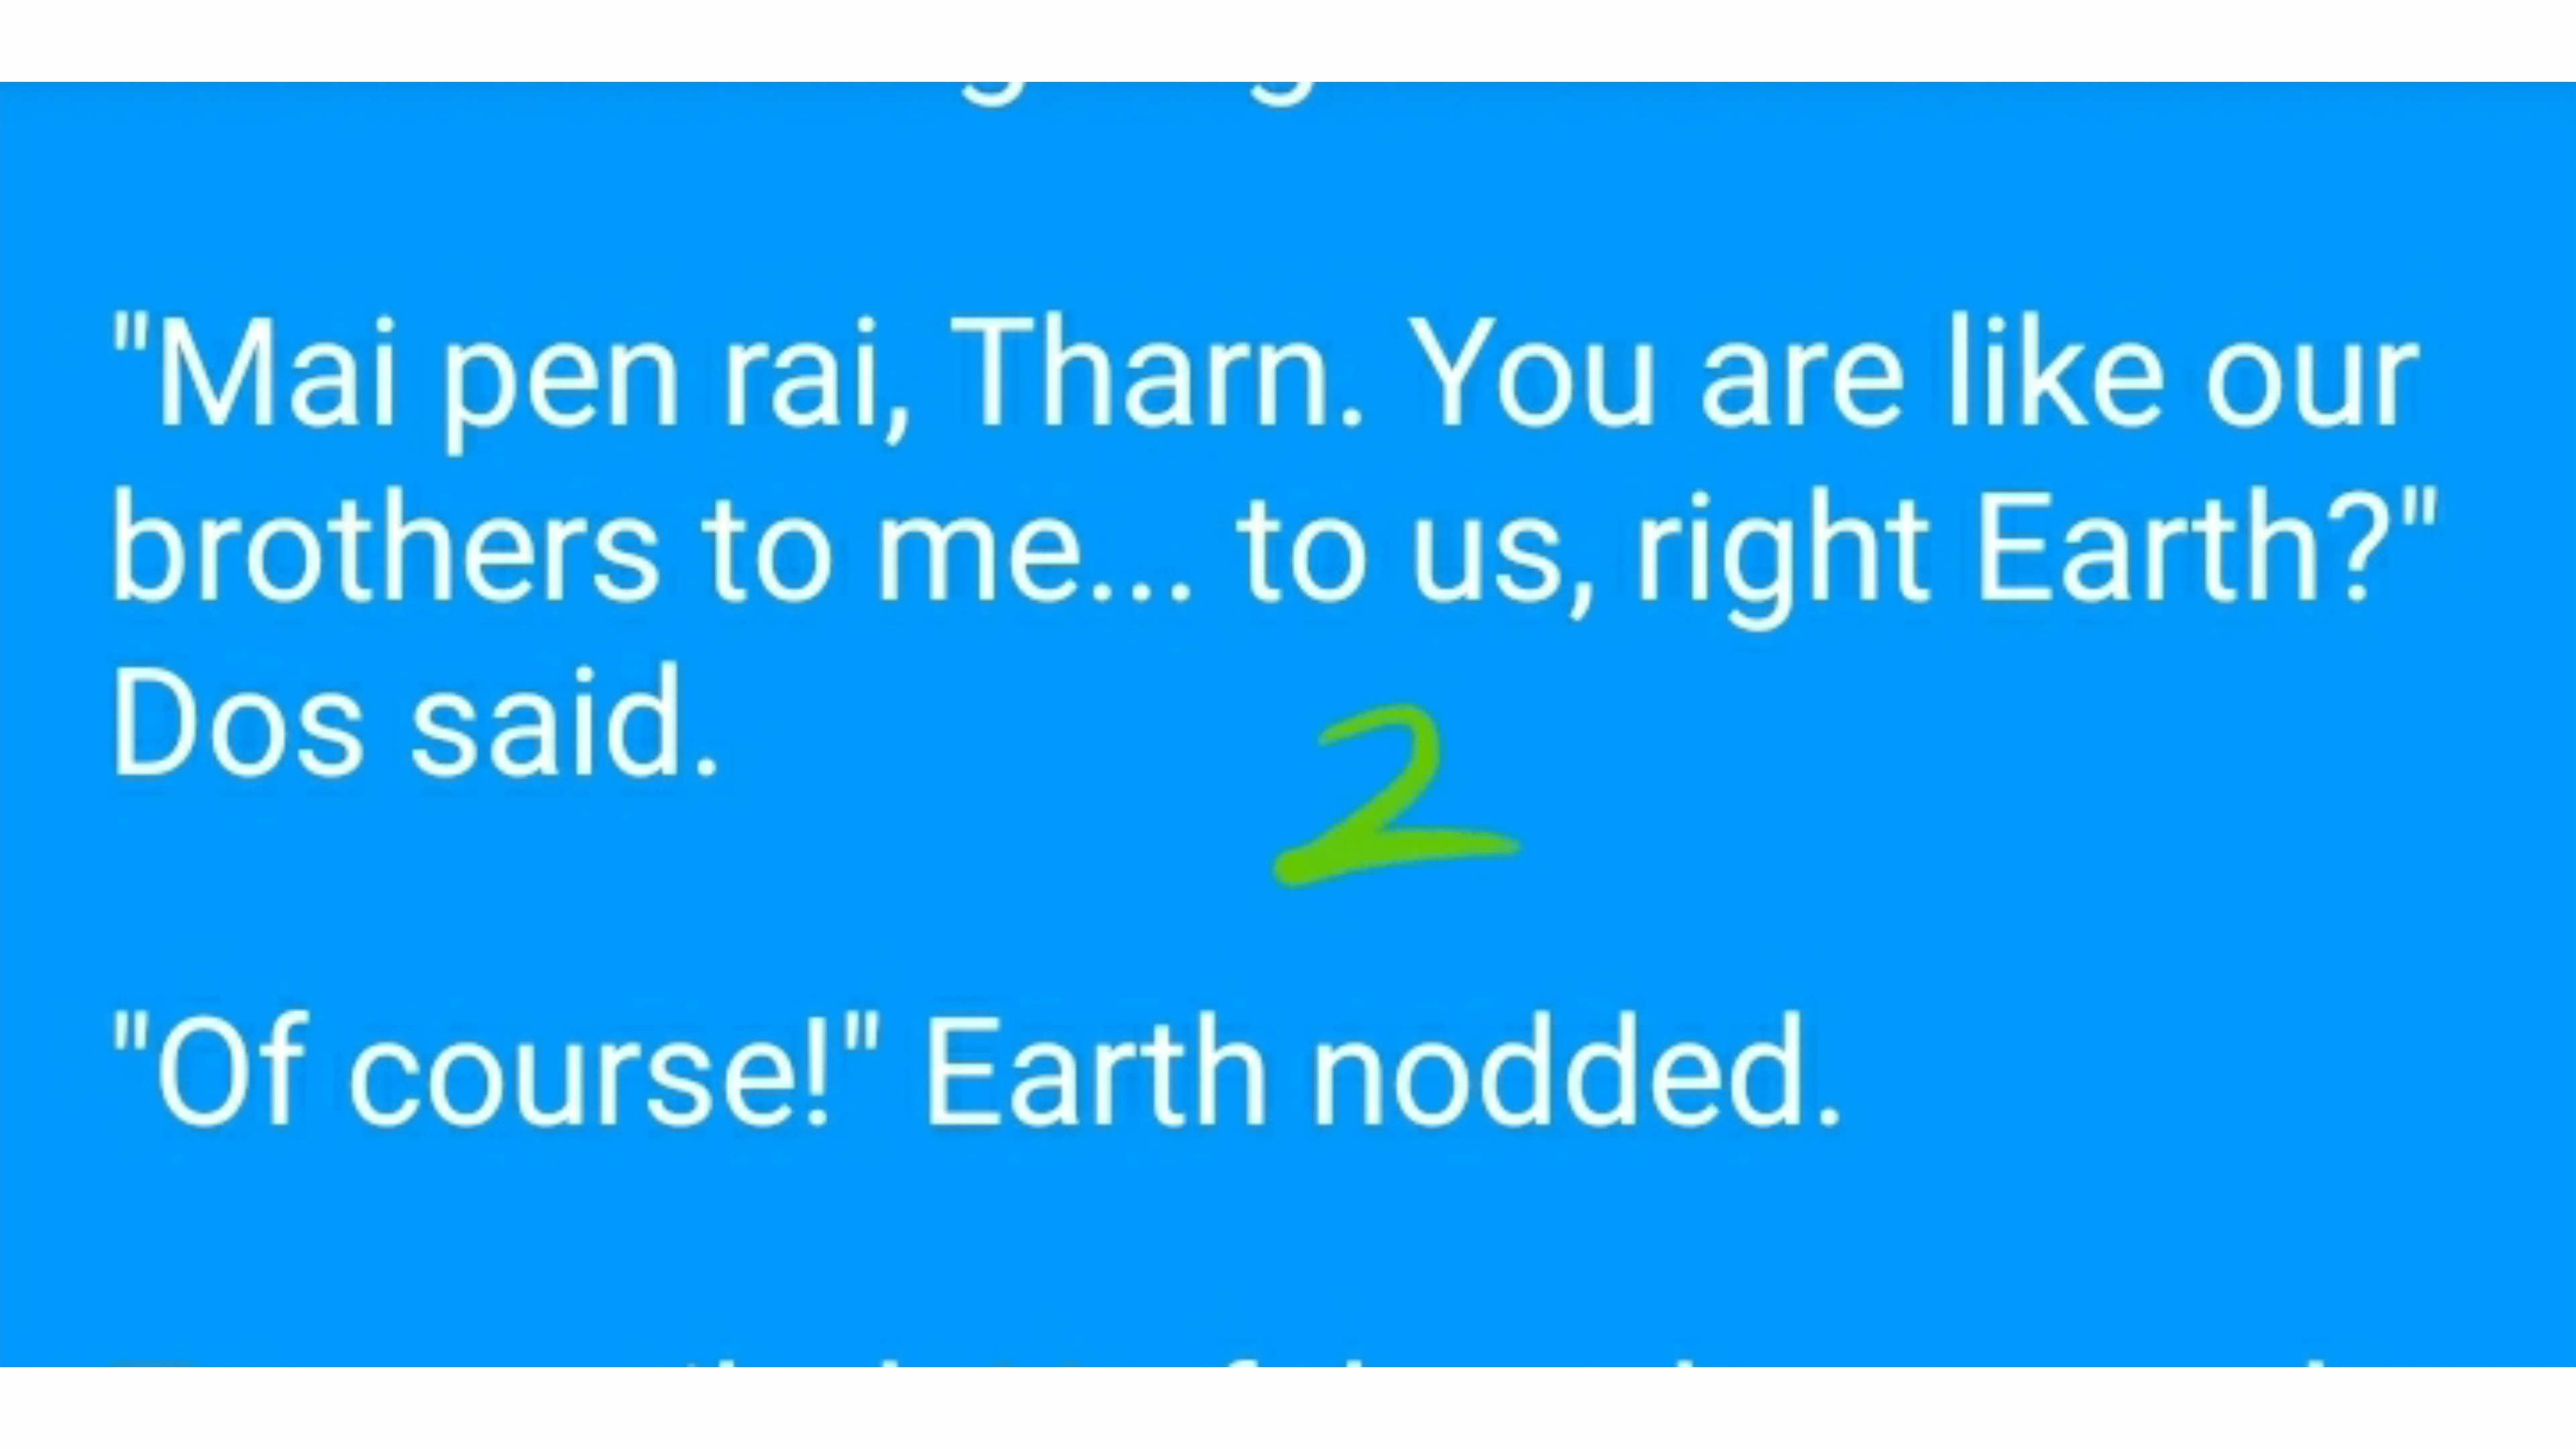 "Mai pen rai, Tharn. You are like our
brothers to me... to us, right Earth?"
Dos said.
2
"Of course!" Earth nodded.